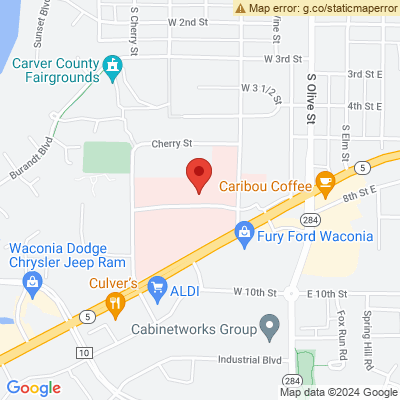 Map error: g.co/staticmaperror
Sunset Blvd
S Cherry St
W 2nd St
Vine St
Carver County
Fairgrounds
W 3rd St
3rd St E
W 3 1/2 St
4th St E
S Olive St
S Elm St
Burandt Blvd
Cherry St
5
Caribou Coffee
8th St E
284
Waconia Dodge
Chrysler Jeep Ram
Fury Ford Waconia
Culver's
ALDI
W 10th St
E 10th St
5
Cabinetworks Group
Fox Run Rd
Spring Hill Rd
10
Industrial Blvd
284
Google
Map data ©2024 Google